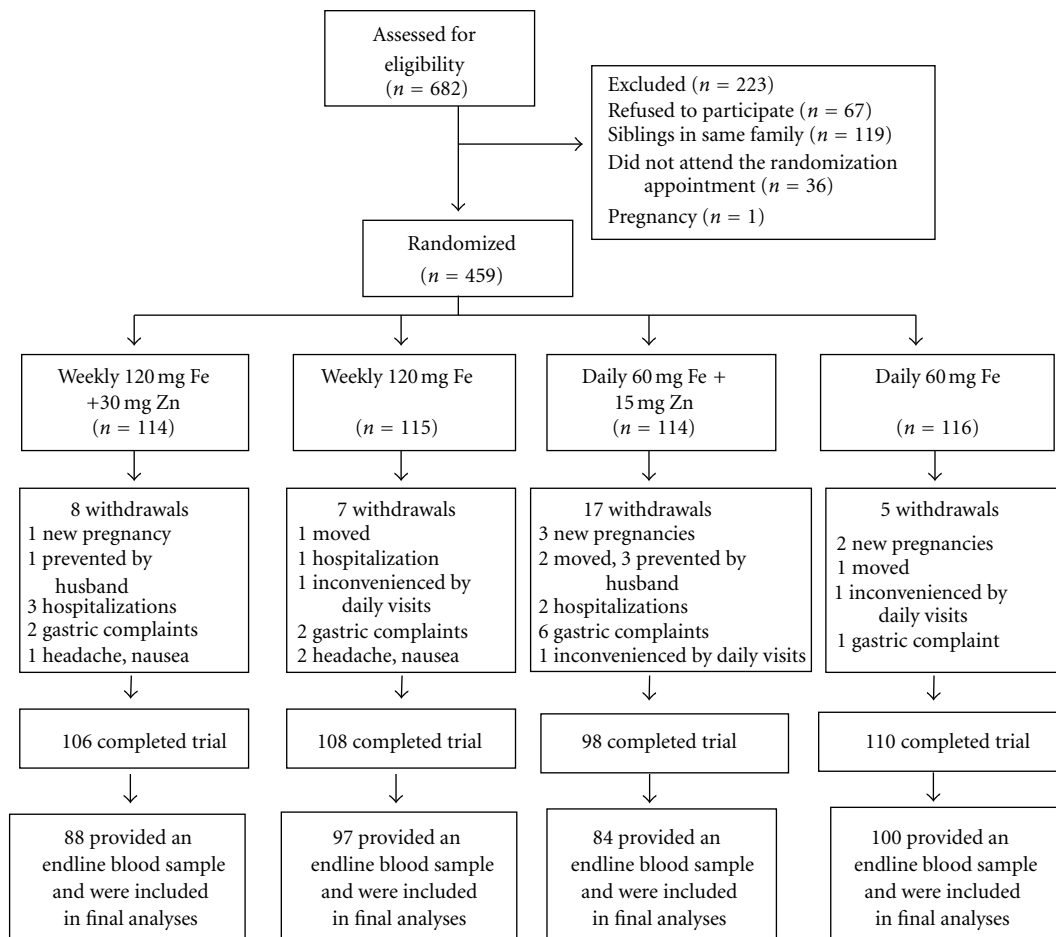 Assessed for
eligibility
(n = 682)
Excluded (n = 223)
Refused to participate (n = 67)
Siblings in same family (n = 119)
Did not attend the randomization
appointment (n = 36)
Pregnancy (n = 1)
Randomized
(n = 459)
Weekly 120 mg Fe
+30 mg Zn
(n = 114)
Weekly 120 mg Fe
(n = 115)
Daily 60 mg Fe +
15 mg Zn
(n = 114)
Daily 60 mg Fe
(n = 116)
8 withdrawals
1 new pregnancy
1 prevented by
husband
3 hospitalizations
2 gastric complaints
1 headache, nausea
7 withdrawals
1 moved
1 hospitalization
1 inconvenienced by
daily visits
2 gastric complaints
2 headache, nausea
17 withdrawals
3 new pregnancies
2 moved, 3 prevented by
husband
2 hospitalizations
6 gastric complaints
1 inconvenienced by daily visits
5 withdrawals
2 new pregnancies
1 moved
1 inconvenienced by
daily visits
1 gastric complaint
106 completed trial
108 completed trial
98 completed trial
110 completed trial
88 provided an
endline blood sample
and were included
in final analyses
97 provided an
endline blood sample
and were included
in final analyses
84 provided an
endline blood sample
and were included
in final analyses
100 provided an
endline blood sample
and were included
in final analyses